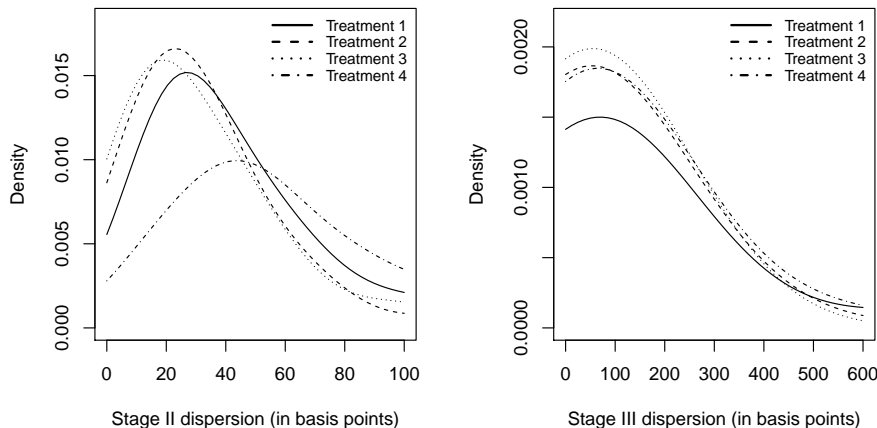 Treatment 1
Treatment 2
Treatment 3
Treatment 4
Density
0.000
0.005
0.010
0.015
0 20 40 60 80 100
Stage II dispersion (in basis points)
Treatment 1
Treatment 2
Treatment 3
Treatment 4
Density
0.0000
0.0010
0.0020
0 100 200 300 400 500 600
Stage III dispersion (in basis points)